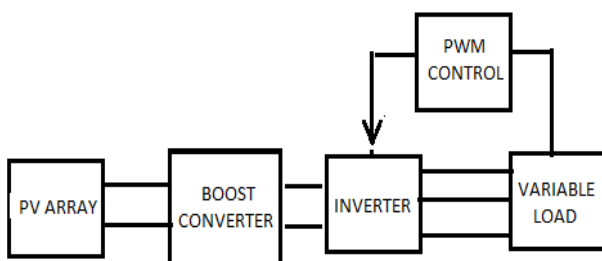 PWM
CONTROL
PV ARRAY
BOOST
CONVERTER
INVERTER
VARIABLE
LOAD